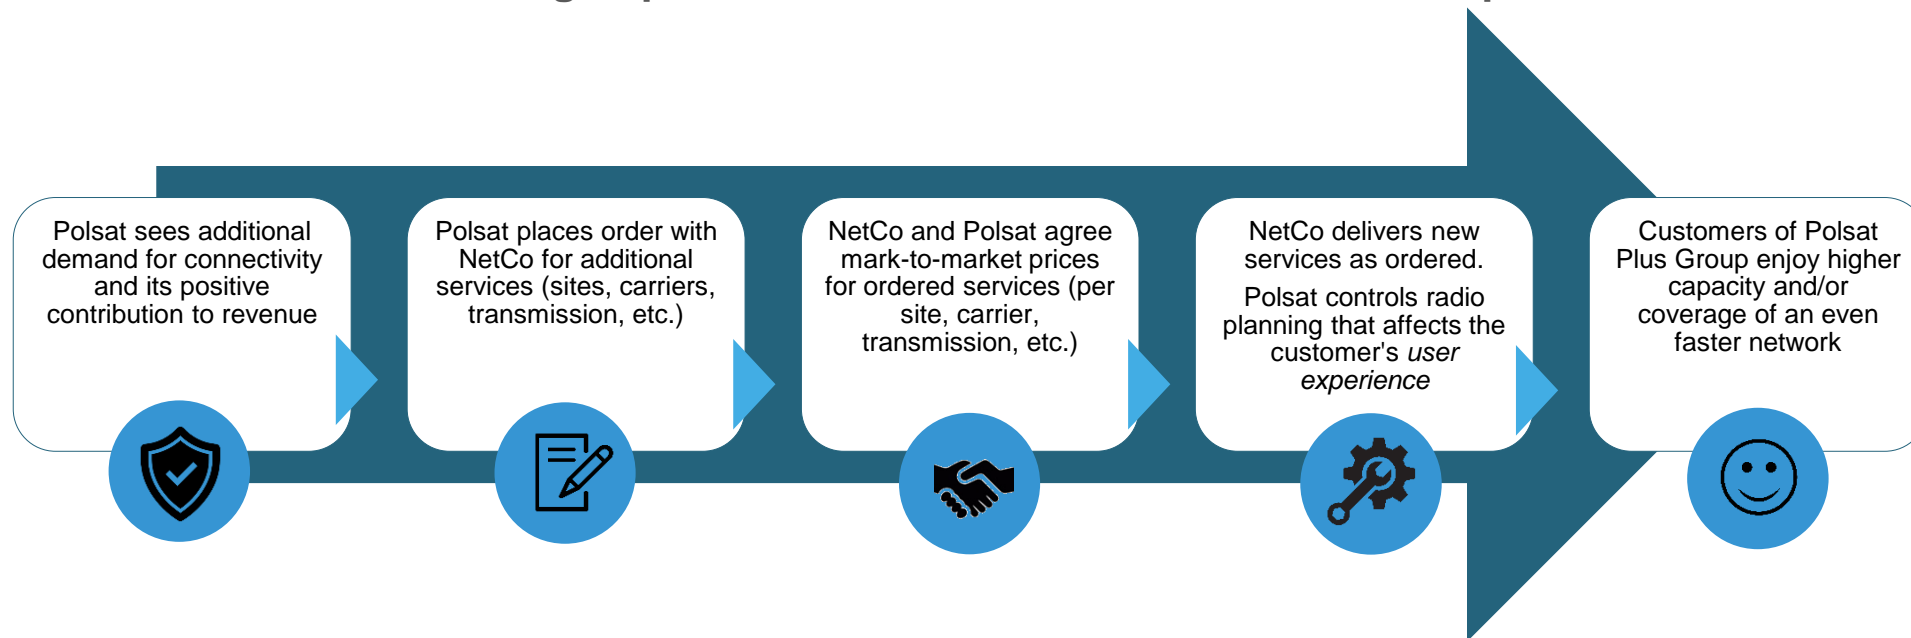 Polsat sees additional
demand for connectivity
and its positive
contribution to revenue
Polsat places order with
NetCo for additional
services (sites, carriers,
transmission, etc.)
NetCo and Polsat agree
mark-to-market prices
for ordered services (per
site, carrier,
transmission, etc.)
NetCo delivers new
services as ordered.
Polsat controls radio
planning that affects the
customer's user
experience
Customers of Polsat
Plus Group enjoy higher
capacity and/or
coverage of an even
faster network